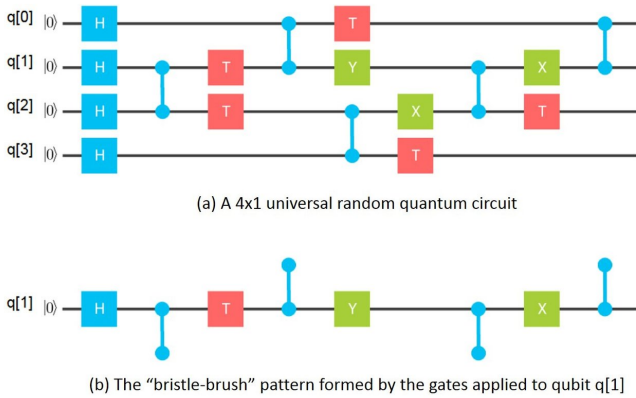 q[0] |0⟩ H T
q[1] |0⟩ H T Y X
q[2] |0⟩ H T X T
q[3] |0⟩ H T
(a) A 4x1 universal random quantum circuit
q[1] |0⟩ H T Y X
(b) The “bristle-brush” pattern formed by the gates applied to qubit q[1]